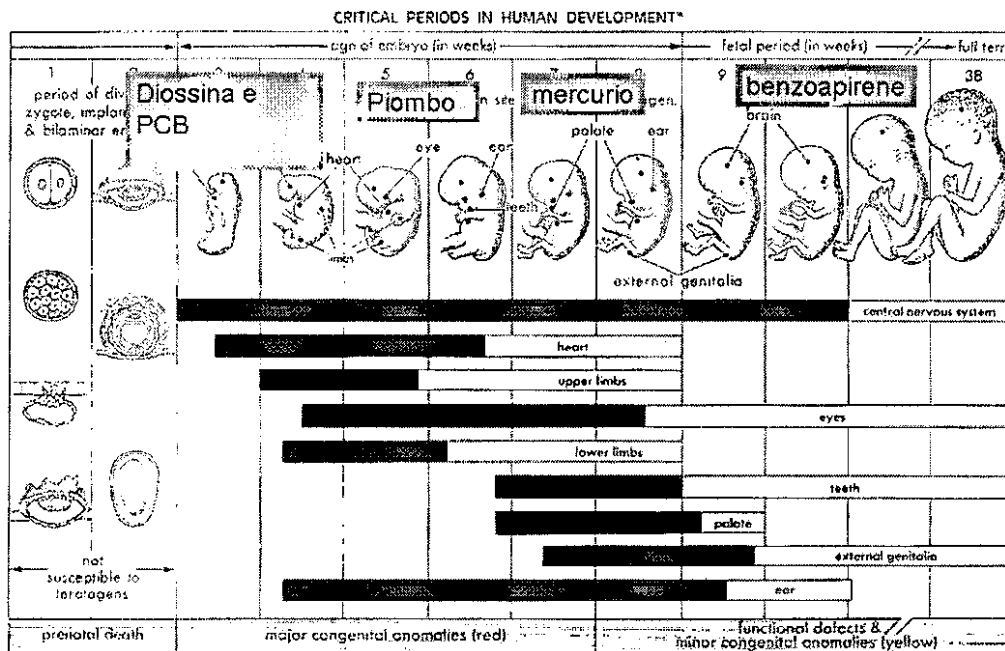 CRITICAL PERIODS IN HUMAN DEVELOPMENT*
age of embryo (in weeks)
fetal period (in weeks)
full term
1
5
6
9
38
period of
zygote,
& bilaminar
Diossina e
PCB
Piombo
mercurio
benzoapirene
heart
eye
ear
palate
ear
brain
teeth
limbs
external genitalia
central nervous system
heart
upper limbs
eyes
lower limbs
teeth
palate
external genitalia
ear
not
susceptible to
teratogens
prenatal death
major congenital anomalies (red)
functional defects &
minor congenital anomalies (yellow)